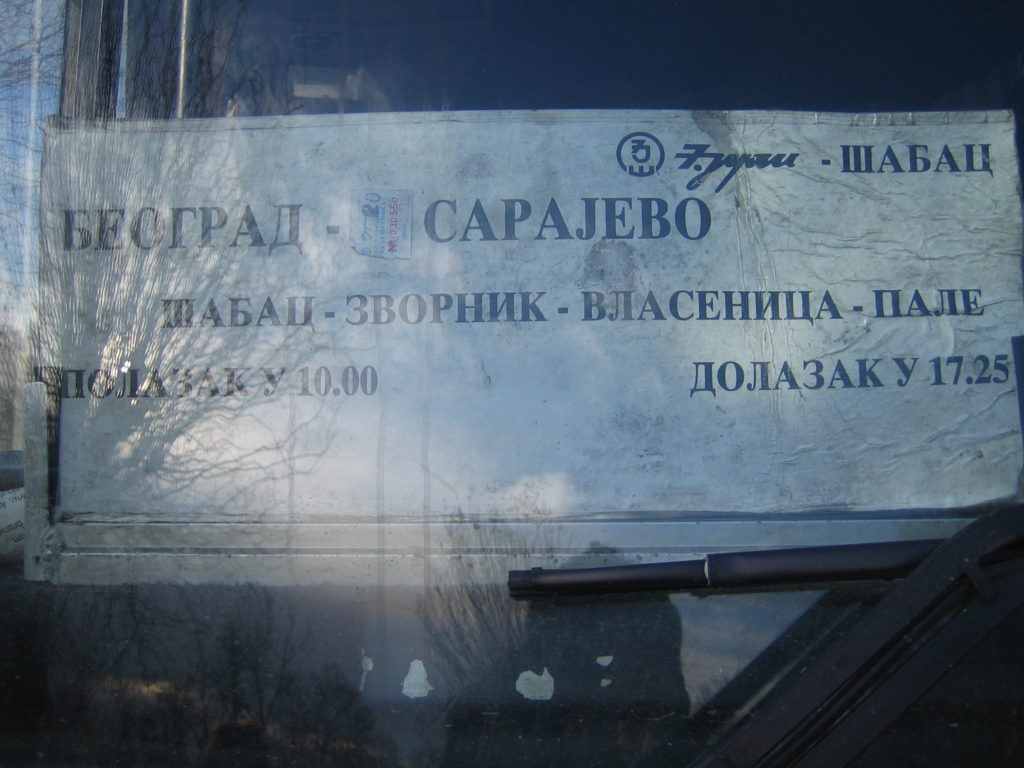 - ШАБАЦ
БЕОГРАД - САРАЈЕВО
ШАБАЦ - ЗВОРНИК - ВЛАСЕНИЦА - ПАЛЕ
ПОЛАЗАК У 10.00 ДОЛАЗАК У 17.25